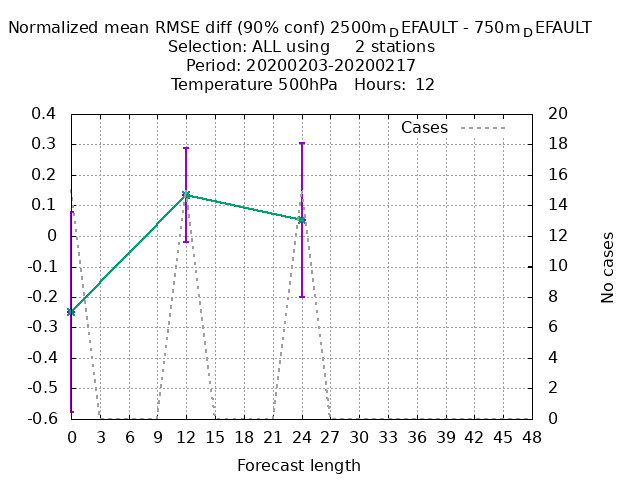 Normalized mean RMSE diff (90% conf) 2500mDEFAULT - 750mDEFAULT
Selection: ALL using 2 stations
Period: 20200203-20200217
Temperature 500hPa Hours: 12
Cases
0.4
0.3
0.2
0.1
0
-0.1
-0.2
-0.3
-0.4
-0.5
-0.6
20
18
16
14
12
10
8
6
4
2
0
No cases
0 3 6 9 12 15 18 21 24 27 30 33 36 39 42 45 48
Forecast length